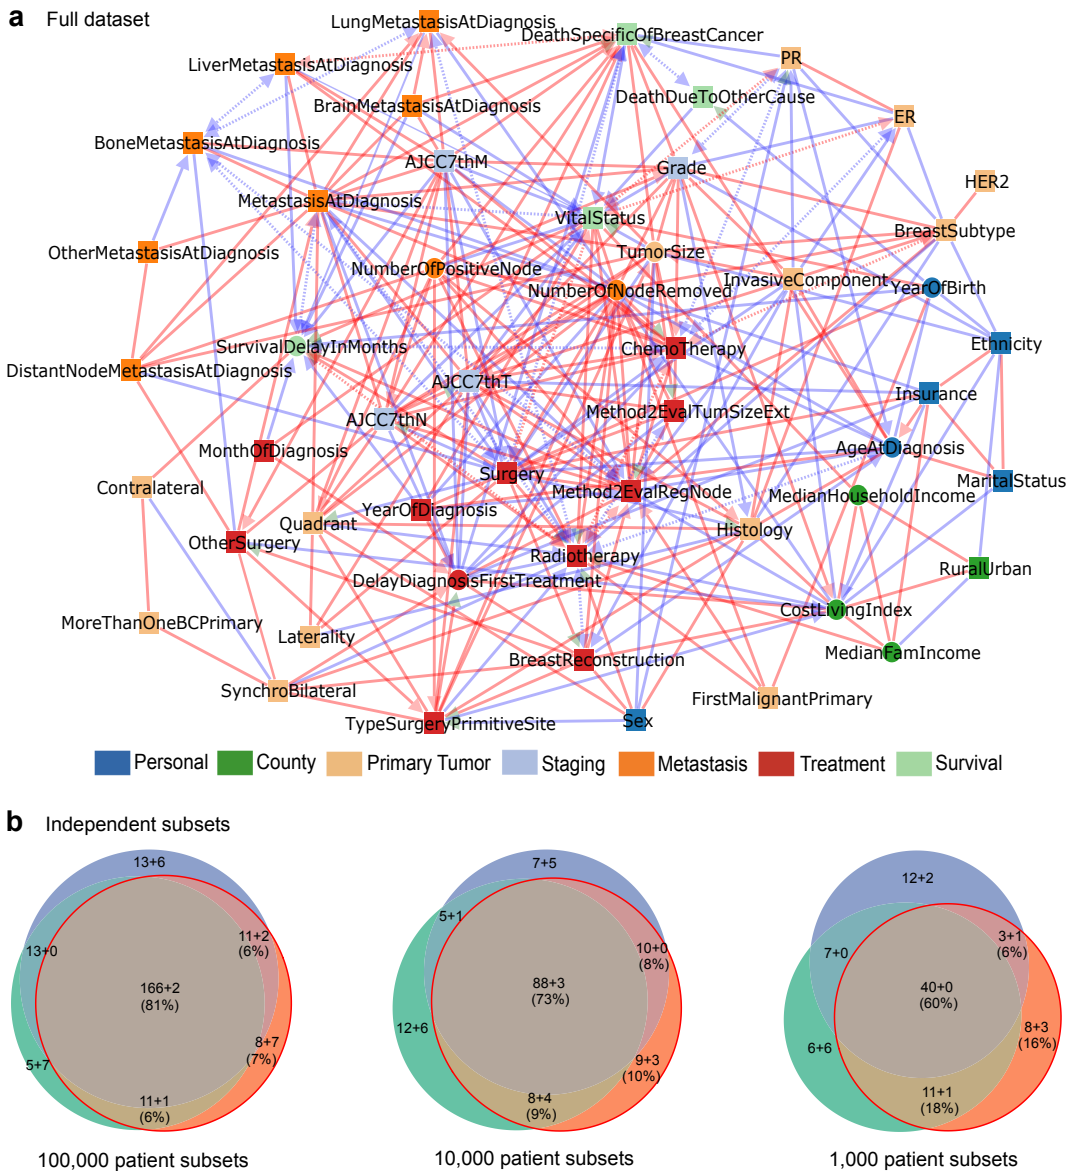 a Full dataset
LungMetastasisAtDiagnosis
DeathSpecificOfBreastCancer
LiverMetastasisAtDiagnosis
PR
BrainMetastasisAtDiagnosis
DeathDueToOtherCause
ER
BoneMetastasisAtDiagnosis
AJCC7thM
Grade
HER2
MetastasisAtDiagnosis
VitalStatus
BreastSubtype
OtherMetastasisAtDiagnosis
TumorSize
NumberOfPositiveNode
InvasiveComponent
NumberOfNodeRemoved
YearOfBirth
SurvivalDelayInMonths
ChemoTherapy
Ethnicity
DistantNodeMetastasisAtDiagnosis
AJCC7thT
Insurance
AJCC7thN
Method2EvalTumSizeExt
MonthOfDiagnosis
AgeAtDiagnosis
Surgery
MaritalStatus
Contralateral
Method2EvalRegNode
MedianHouseholdIncome
YearOfDiagnosis
Quadrant
Histology
OtherSurgery
Radiotherapy
RuralUrban
DelayDiagnosisFirstTreatment
CostLivingIndex
MoreThanOneBCPrimary
Laterality
MedianFamIncome
BreastReconstruction
SynchroBilateral
FirstMalignantPrimary
TypeSurgeryPrimitiveSite
Sex
Personal County Primary Tumor Staging Metastasis Treatment Survival
b Independent subsets
13+6
13+0
11+2
(6%)
166+2
(81%)
5+7
8+7
(7%)
11+1
(6%)
100,000 patient subsets
7+5
5+1
10+0
(8%)
88+3
(73%)
12+6
9+3
(10%)
8+4
(9%)
10,000 patient subsets
12+2
7+0
3+1
(6%)
40+0
(60%)
6+6
8+3
(16%)
11+1
(18%)
1,000 patient subsets